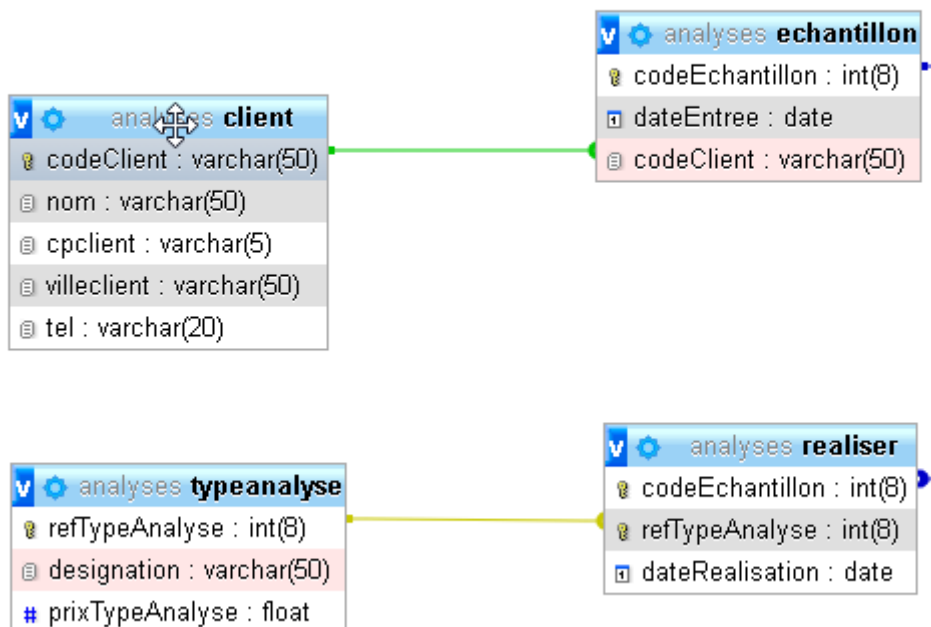 analyses client
codeClient : varchar(50)
nom : varchar(50)
cpclient : varchar(5)
villeclient : varchar(50)
tel : varchar(20)
analyses echantillon
codeEchantillon : int(8)
dateEntree : date
codeClient : varchar(50)
analyses typeanalyse
refTypeAnalyse : int(8)
designation : varchar(50)
# prixTypeAnalyse : float
analyses realiser
codeEchantillon : int(8)
refTypeAnalyse : int(8)
dateRealisation : date